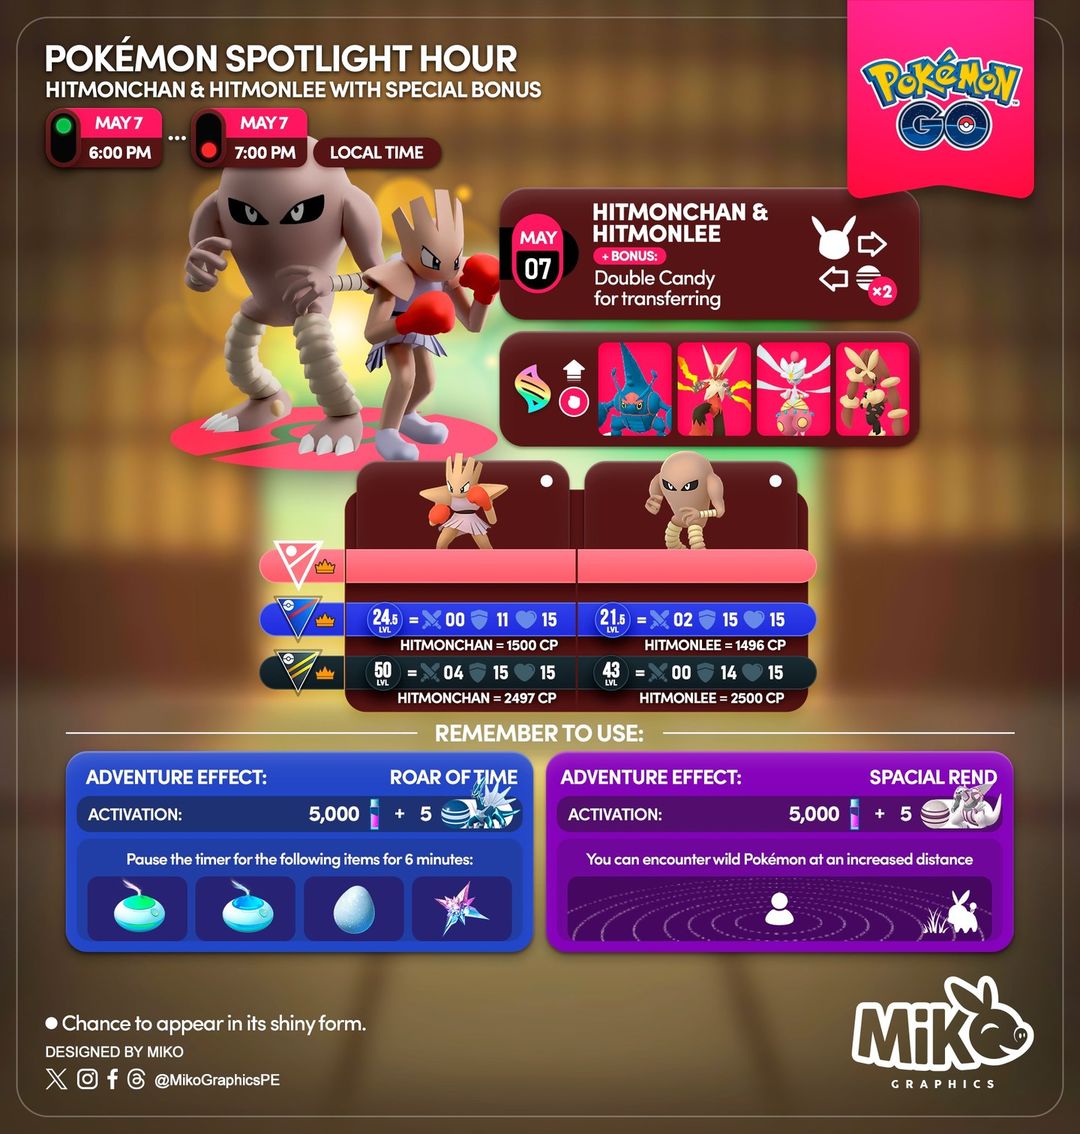 POKÉMON SPOTLIGHT HOUR
HITMONCHAN & HITMONLEE WITH SPECIAL BONUS
MAY 7
6:00 PM
...
MAY 7
7:00 PM
LOCAL TIME
POKÉMON
GO
TM
MAY
07
HITMONCHAN &
HITMONLEE
+ BONUS:
Double Candy
for transferring
×2
24.5 LVL = 00 11 15
HITMONCHAN = 1500 CP
21.5 LVL = 02 15 15
HITMONLEE = 1496 CP
50 LVL = 04 15 15
HITMONCHAN = 2497 CP
43 LVL = 00 14 15
HITMONLEE = 2500 CP
REMEMBER TO USE:
ADVENTURE EFFECT: ROAR OF TIME
ACTIVATION: 5,000 + 5
Pause the timer for the following items for 6 minutes:
ADVENTURE EFFECT: SPACIAL REND
ACTIVATION: 5,000 + 5
You can encounter wild Pokémon at an increased distance
Chance to appear in its shiny form.
DESIGNED BY MIKO
@MikoGraphicsPE
MiKO
GRAPHICS